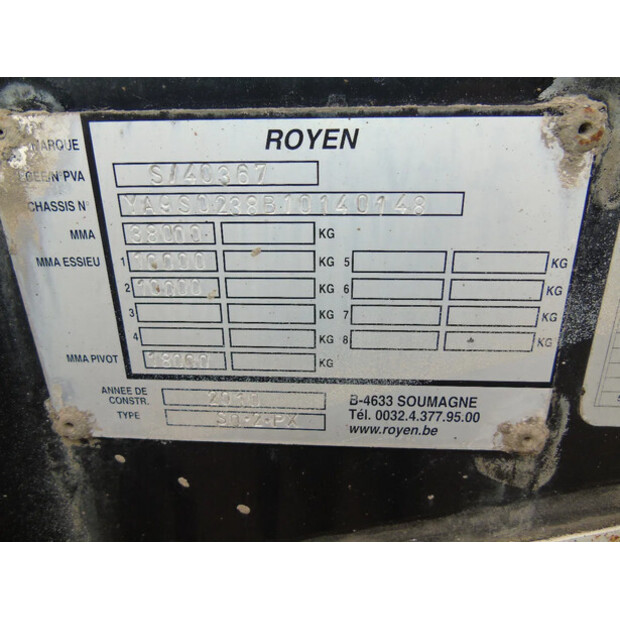 ROYEN
MARQUE
N° PVA S/40367
CHASSIS N°
MMA 38000 KG
MMA ESSIEU 1 10000 KG 5 KG
2 10000 KG 6 KG
3 KG 7 KG
4 KG 8 KG
MMA PIVOT 18000 KG
ANNEE DE CONSTR. 2010
TYPE
B-4633 SOUMAGNE
Tél. 0032.4.377.95.00
www.royen.be